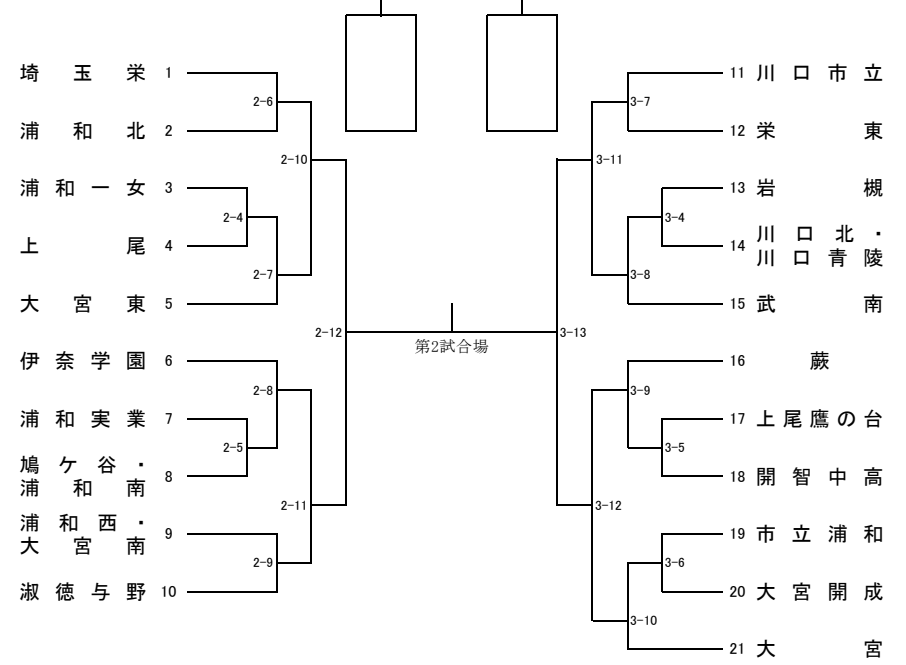 埼玉栄 1
2-6
浦和北 2
2-10
浦和一女 3
2-4
上尾 4
2-7
大宮東 5
2-12
伊奈学園 6
2-8
浦和実業 7
2-5
鳩ケ谷・
浦和南 8
2-11
浦和西・
大宮南 9
2-9
淑徳与野 10
第2試合場
11 川口市立
3-7
12 栄東
3-11
13 岩槻
3-4
14 川口北・
川口青陵
3-8
15 武南
3-13
16 蕨
3-9
17 上尾鷹の台
3-5
18 開智中高
3-12
19 市立浦和
3-6
20 大宮開成
3-10
21 大宮